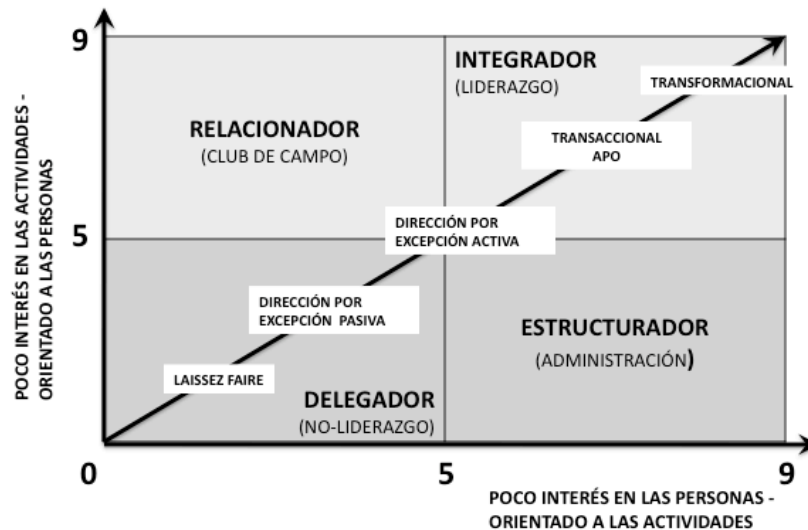 9
INTEGRADOR
(LIDERAZGO)
TRANSFORMACIONAL
RELACIONADOR
(CLUB DE CAMPO)
TRANSACCIONAL
APO
POCO INTERÉS EN LAS ACTIVIDADES -
ORIENTADO A LAS PERSONAS
5
DIRECCIÓN POR
EXCEPCIÓN ACTIVA
DIRECCIÓN POR
EXCEPCIÓN PASIVA
ESTRUCTURADOR
(ADMINISTRACIÓN)
LAISSEZ FAIRE
DELEGADOR
(NO-LIDERAZGO)
0
5
9
POCO INTERÉS EN LAS PERSONAS -
ORIENTADO A LAS ACTIVIDADES